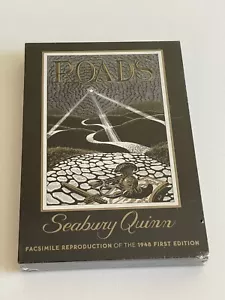 ROADS
Seabury Quinn
FACSIMILE REPRODUCTION OF THE 1948 FIRST EDITION